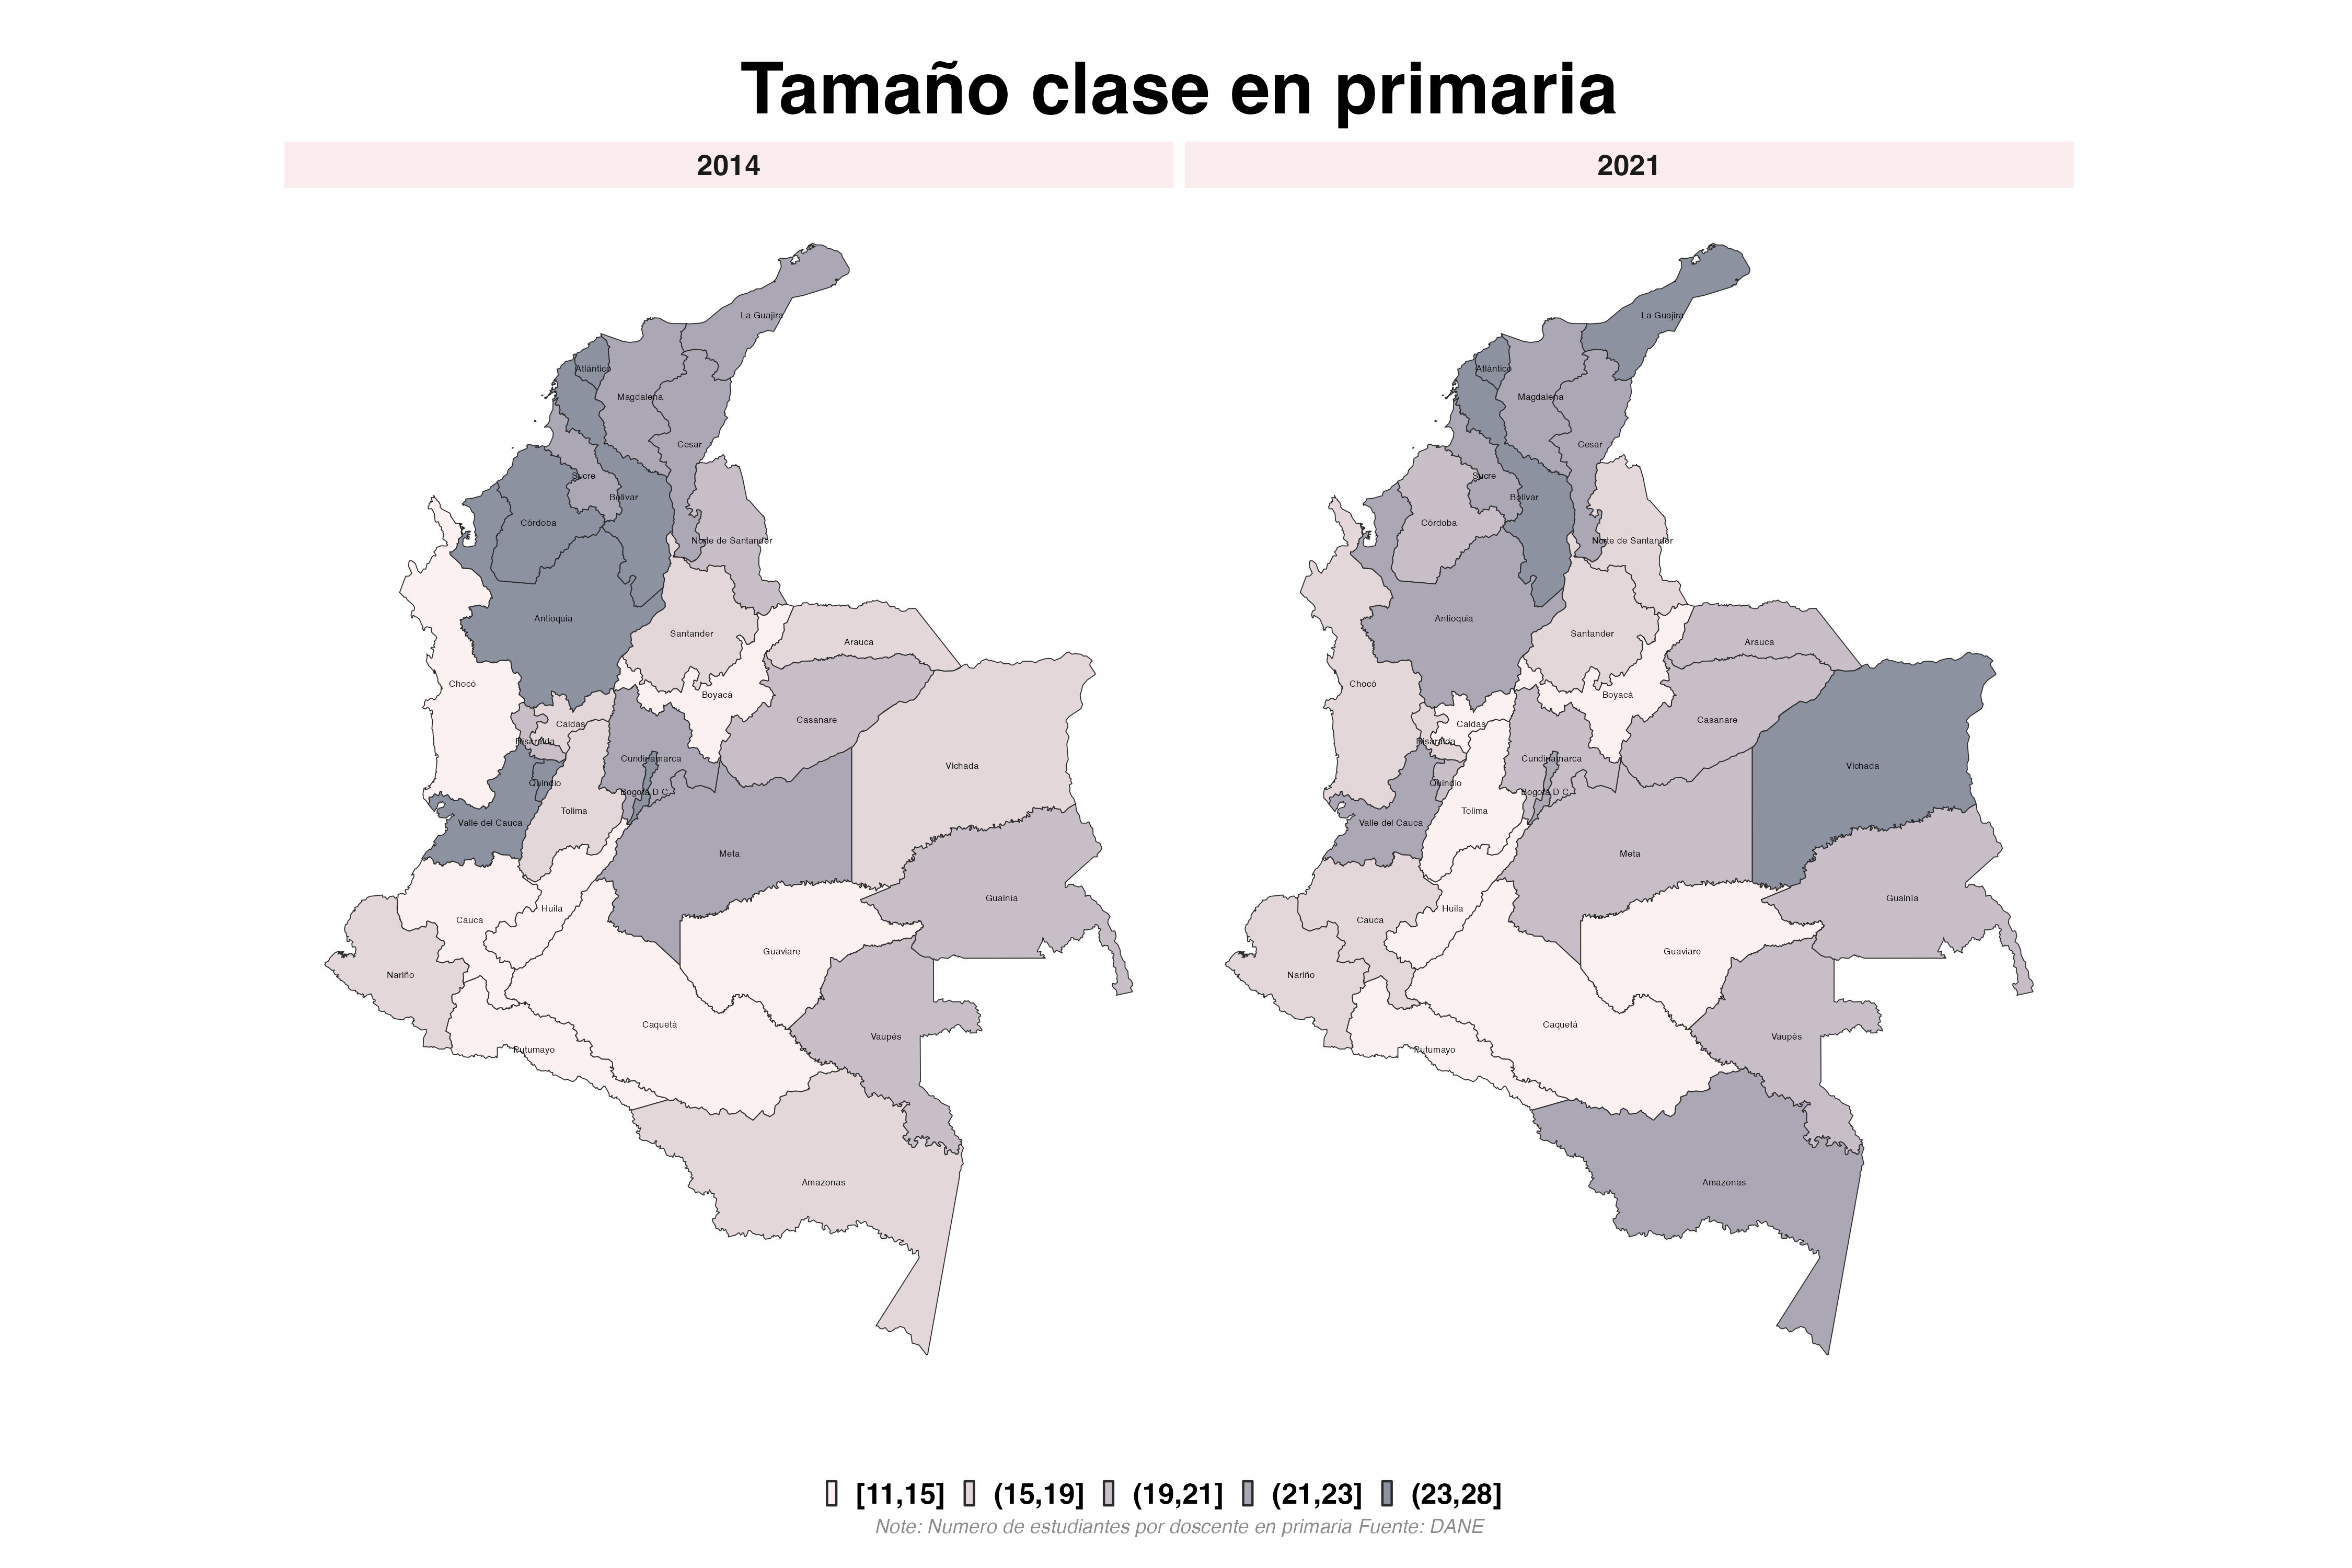 Tamaño clase en primaria
2014
2021
La Guajira
Atlántico
Magdalena
Cesar
Sucre
Bolívar
Córdoba
Norte de Santander
Antioquia
Santander
Arauca
Chocó
Boyacá
Casanare
Caldas
Risaralda
Cundinamarca
Vichada
Quindío
Bogotá D C
Tolima
Valle del Cauca
Meta
Guainía
Huila
Cauca
Guaviare
Nariño
Caquetá
Vaupés
Putumayo
Amazonas
La Guajira
Atlántico
Magdalena
Cesar
Sucre
Bolívar
Córdoba
Norte de Santander
Antioquia
Santander
Arauca
Chocó
Boyacá
Casanare
Caldas
Risaralda
Cundinamarca
Vichada
Quindío
Bogotá D C
Tolima
Valle del Cauca
Meta
Guainía
Huila
Cauca
Guaviare
Nariño
Caquetá
Vaupés
Putumayo
Amazonas
[11,15] (15,19] (19,21] (21,23] (23,28]
Note: Numero de estudiantes por doscente en primaria Fuente: DANE